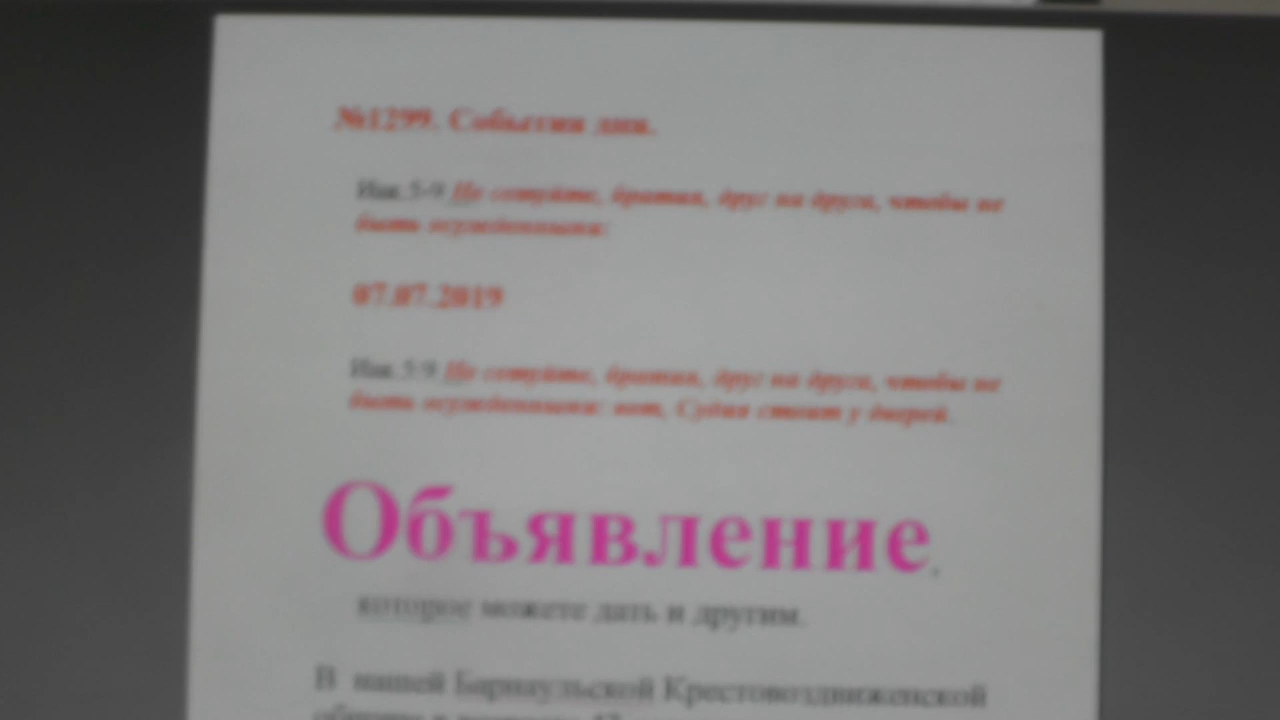 №1299. События дня.
Иак.5-9 Не сетуйте, братия, друг на друга, чтобы не
быть осужденными:
07.07.2019
Иак.5:9 Не сетуйте, братия, друг на друга, чтобы не
быть осужденными: вот, Судия стоит у дверей.
Объявление.
которое можете дать и другим.
В нашей Барнаульской Крестовоздвиженской
общине в